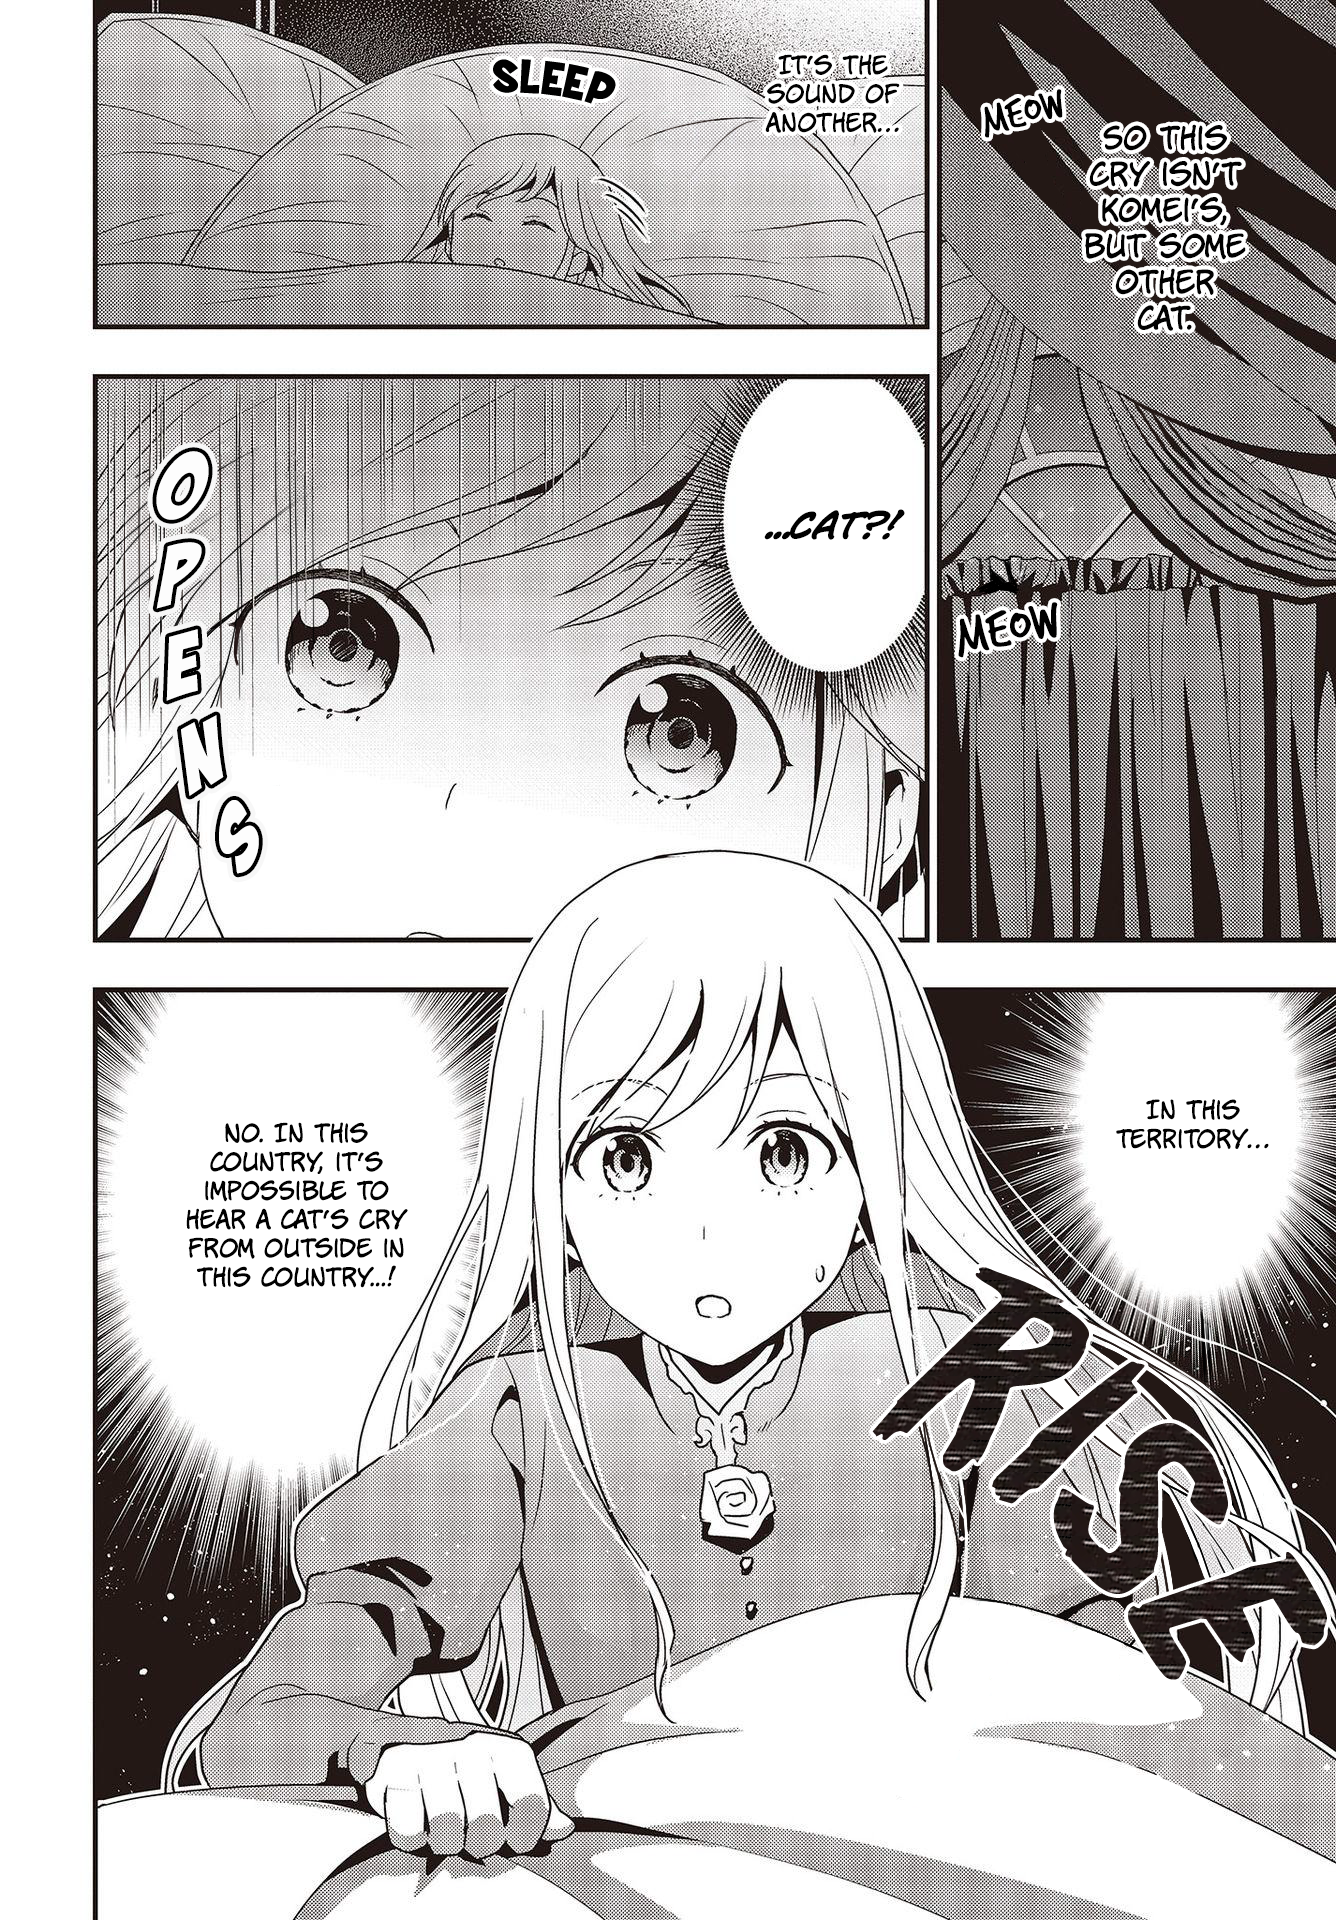 MEOW
SO THIS
CRY ISN'T
KOMEI'S,
BUT SOME
OTHER
CAT.
MEOW
IT'S THE
SOUND OF
ANOTHER...
SLEEP
...CAT?!
OPENS
IN THIS
TERRITORY...
RISE
NO. IN THIS
COUNTRY, IT'S
IMPOSSIBLE TO
HEAR A CAT'S CRY
FROM OUTSIDE IN
THIS COUNTRY...!